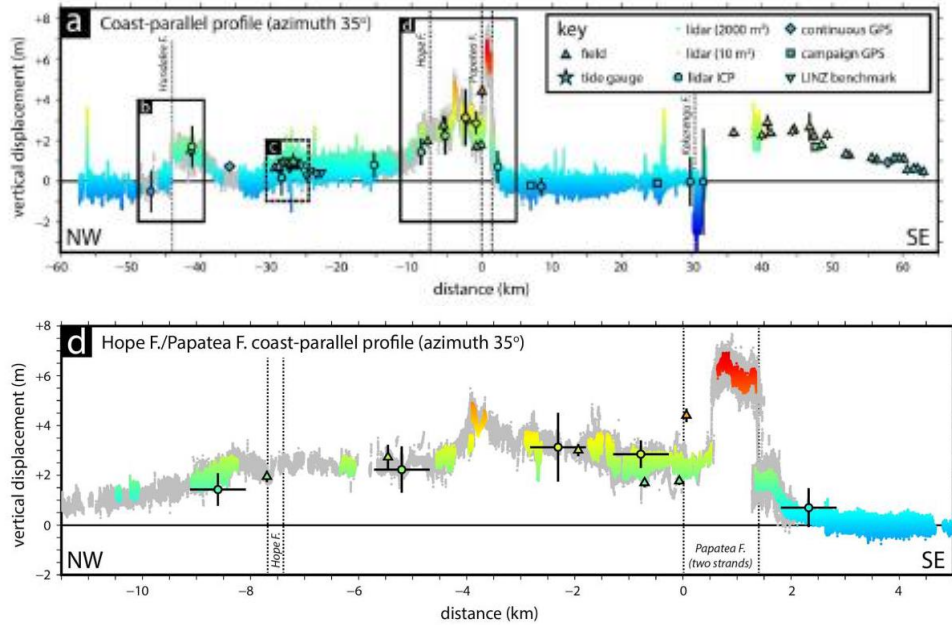 a Coast-parallel profile (azimuth 35°)
key
field
tide gauge
lidar (2000 m²)
lidar (10 m²)
lidar ICP
continuous GPS
campaign GPS
LINZ benchmark
vertical displacement (m)
+8
+6
+4
+2
0
−2
Hundalee F.
Hope F.
Papatea F.
Kekerengu F.
b
c
d
NW
SE
−60 −50 −40 −30 −20 −10 0 10 20 30 40 50 60
distance (km)
d Hope F./Papatea F. coast-parallel profile (azimuth 35°)
vertical displacement (m)
+8
+6
+4
+2
0
−2
Hope F.
Papatea F.
(two strands)
NW
SE
−10 −8 −6 −4 −2 0 2 4
distance (km)